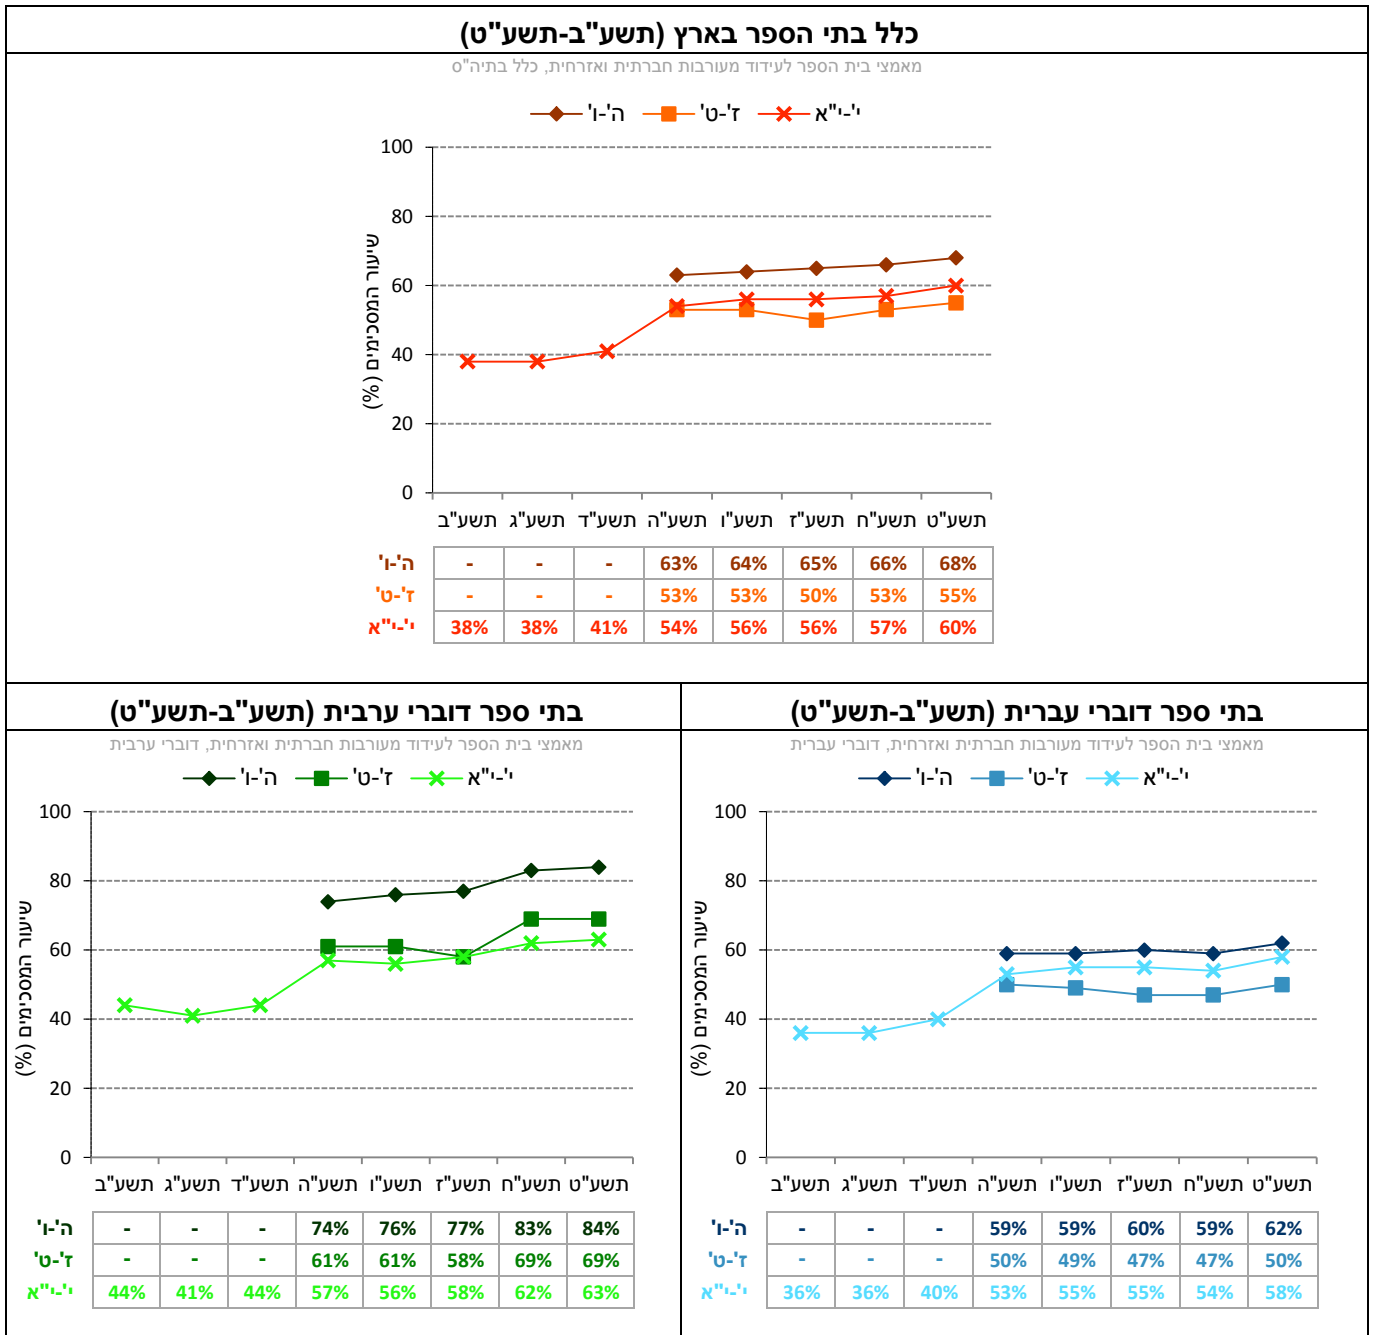 כלל בתי הספר בארץ (תשע"ב-תשע"ט)
מאמצי בית הספר לעידוד מעורבות חברתית ואזרחית, כלל בתיה"ס
ה'-ו' ז'-ט' י'-י"א
שיעור המסכימים (%)
100
80
60
40
20
0
תשע"ב תשע"ג תשע"ד תשע"ה תשע"ו תשע"ז תשע"ח תשע"ט
ה'-ו' - - - 63% 64% 65% 66% 68%
ז'-ט' - - - 53% 53% 50% 53% 55%
י'-י"א 38% 38% 41% 54% 56% 56% 57% 60%
בתי ספר דוברי עברית (תשע"ב-תשע"ט)
מאמצי בית הספר לעידוד מעורבות חברתית ואזרחית, דוברי עברית
ה'-ו' ז'-ט' י'-י"א
שיעור המסכימים (%)
100
80
60
40
20
0
תשע"ב תשע"ג תשע"ד תשע"ה תשע"ו תשע"ז תשע"ח תשע"ט
ה'-ו' - - - 59% 59% 60% 59% 62%
ז'-ט' - - - 50% 49% 47% 47% 50%
י'-י"א 36% 36% 40% 53% 55% 55% 54% 58%
בתי ספר דוברי ערבית (תשע"ב-תשע"ט)
מאמצי בית הספר לעידוד מעורבות חברתית ואזרחית, דוברי ערבית
ה'-ו' ז'-ט' י'-י"א
שיעור המסכימים (%)
100
80
60
40
20
0
תשע"ב תשע"ג תשע"ד תשע"ה תשע"ו תשע"ז תשע"ח תשע"ט
ה'-ו' - - - 74% 76% 77% 83% 84%
ז'-ט' - - - 61% 61% 58% 69% 69%
י'-י"א 44% 41% 44% 57% 56% 58% 62% 63%